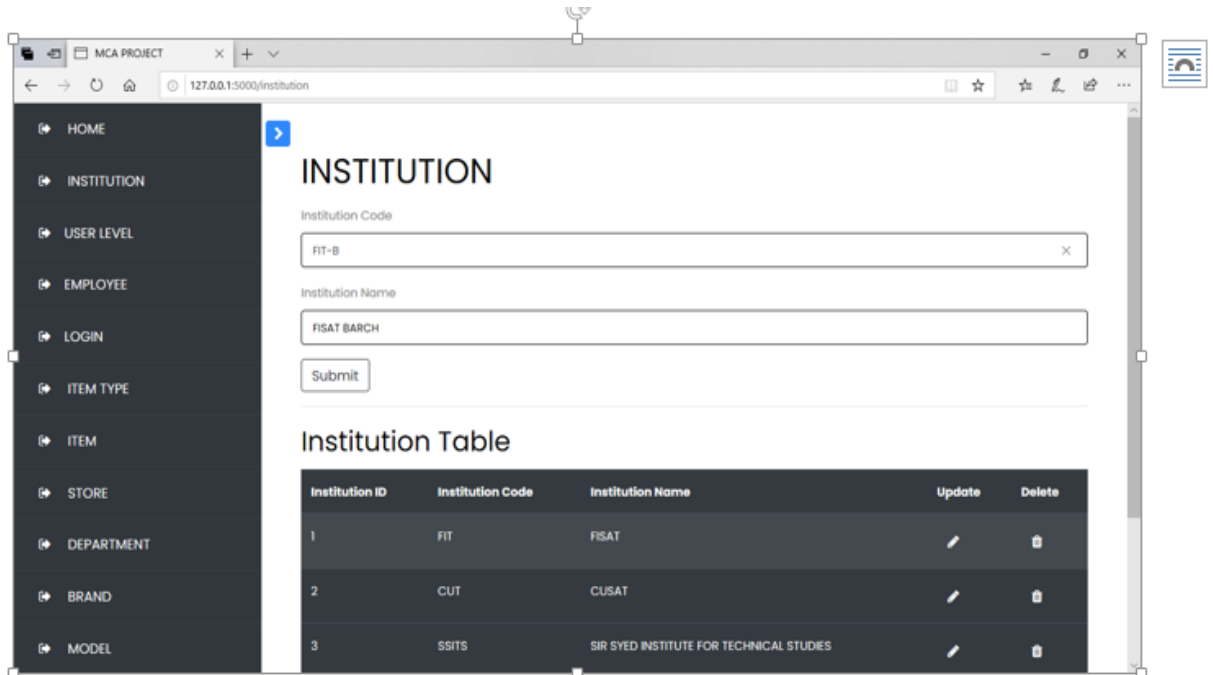 MCA PROJECT
127.0.0.1:5000/institution
HOME
INSTITUTION
USER LEVEL
EMPLOYEE
LOGIN
ITEM TYPE
ITEM
STORE
DEPARTMENT
BRAND
MODEL
INSTITUTION
Institution Code
FIT-B
Institution Name
FISAT BARCH
Submit
Institution Table
Institution ID Institution Code Institution Name Update Delete
1 FIT FISAT
2 CUT CUSAT
3 SSITS SIR SYED INSTITUTE FOR TECHNICAL STUDIES